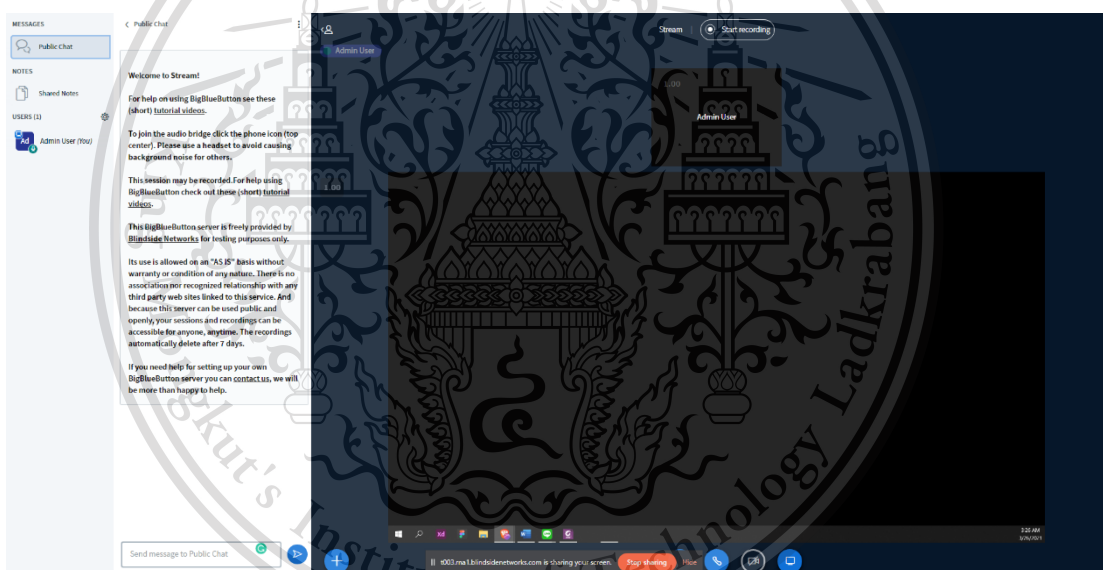 MESSAGES
Public Chat
NOTES
Shared Notes
USERS (1)
Ad
Admin User (You)
Public Chat
Welcome to Stream!
For help on using BigBlueButton see these
(short) tutorial videos.
To join the audio bridge click the phone icon (top
center). Please use a headset to avoid causing
background noise for others.
This session may be recorded.For help using
BigBlueButton check out these (short) tutorial
videos.
This BigBlueButton server is freely provided by
Blindside Networks for testing purposes only.
Its use is allowed on an "AS IS" basis without
warranty or condition of any nature. There is no
association nor recognized relationship with any
third party web sites linked to this service. And
because this server can be used public and
openly, your sessions and recordings can be
accessible for anyone, anytime. The recordings
automatically delete after 7 days.
If you need help for setting up your own
BigBlueButton server you can contact us, we will
be more than happy to help.
Send message to Public Chat
Stream
Start recording
Admin User
1.00
Admin User
1.00
3:28 AM
Stop sharing
Hide
Institute
Technology
Ladkrabang